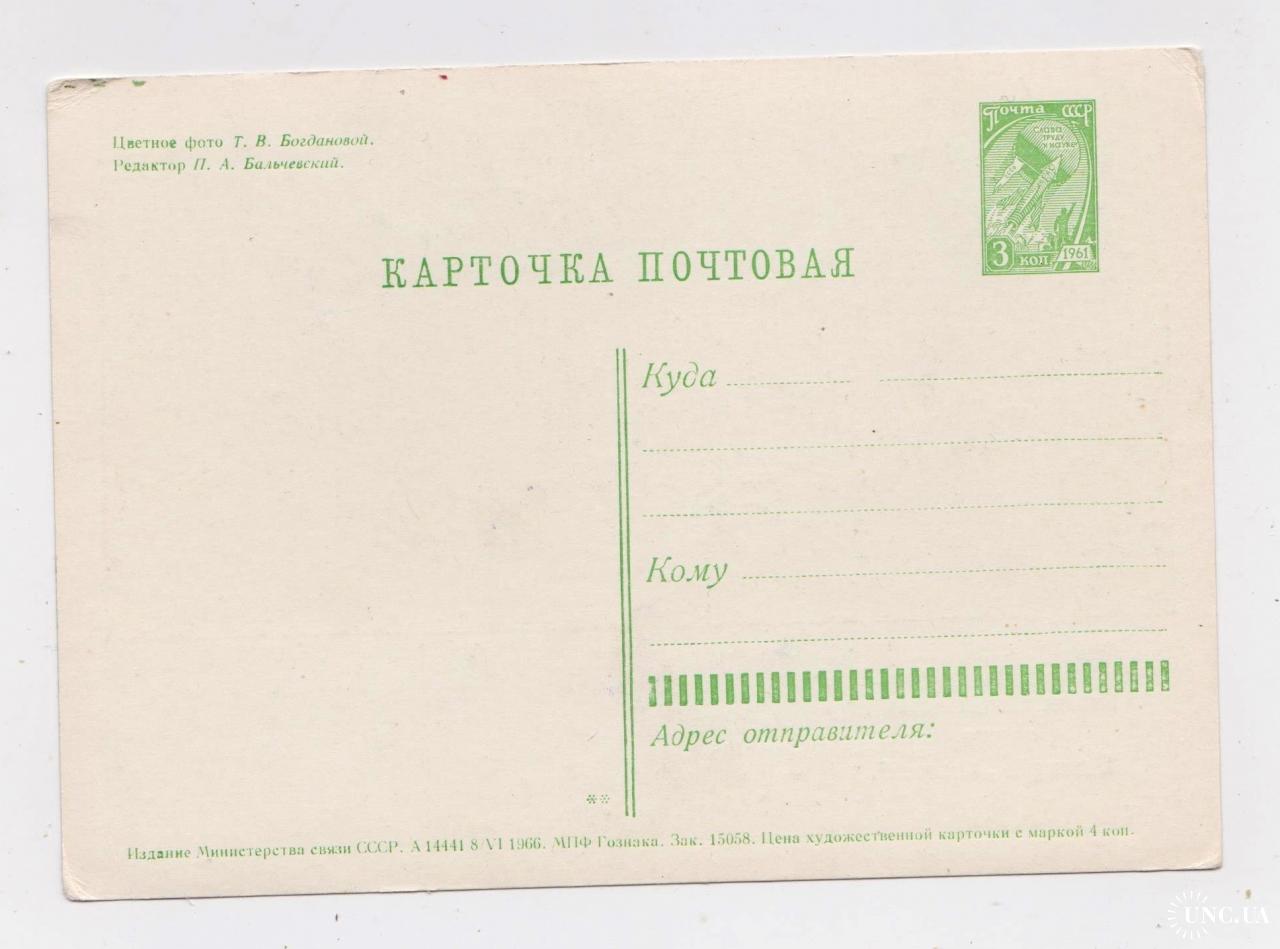 Цветное фото Т. В. Богдановой.
Редактор П. А. Бальчевский.
Почта СССР
СЛАВА
ТРУДУ
И НАУКЕ
3 КОП 1961
КАРТОЧКА ПОЧТОВАЯ
Куда
Кому
Адрес отправителя:
Издание Министерства связи СССР. А 14441 8/VI 1966. МПФ Гознака. Зак. 15058. Цена художественной карточки с маркой 4 коп.
UNC.UA